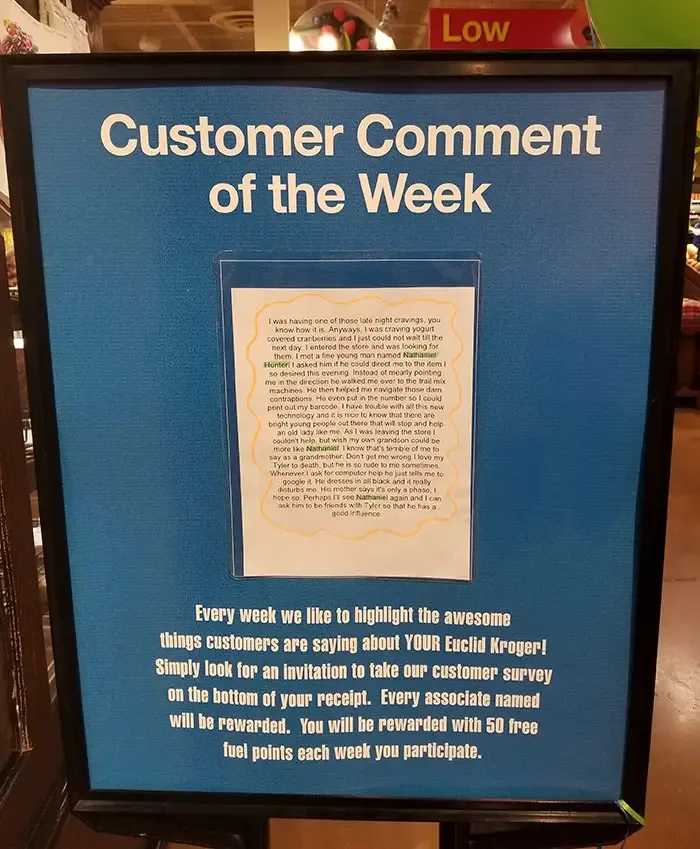 Low
Customer Comment
of the Week
I was having one of those late night cravings, you
know how it is. Anyways, I was craving yogurt
covered cranberries and I just could not wait till the
next day. I entered the store and was looking for
them. I met a fine young man named Nathaniel
Hunter. I asked him if he could direct me to the item I
so desired this evening. Instead of mearly pointing
me in the direction he walked me over to the trail mix
machines. He then helped me navigate those darn
contraptions. He even put in the number so I could
print out my barcode. I have trouble with all this new
technology and it is nice to know that there are
bright young people out there that will stop and help
an old lady like me. As I was leaving the store I
couldn't help, but wish my own grandson could be
more like Nathaniel. I know that's terrible of me to
say as a grandmother. Don't get me wrong I love my
Tyler to death, but he is so rude to me sometimes.
Whenever I ask for computer help he just tells me to
google it. He dresses in all black and it really
disturbs me. His mother says it's only a phase, I
hope so. Perhaps I'll see Nathaniel again and I can
ask him to be friends with Tyler so that he has a
good influence.
Every week we like to highlight the awesome
things customers are saying about YOUR Euclid Kroger!
Simply look for an invitation to take our customer survey
on the bottom of your receipt. Every associate named
will be rewarded. You will be rewarded with 50 free
fuel points each week you participate.